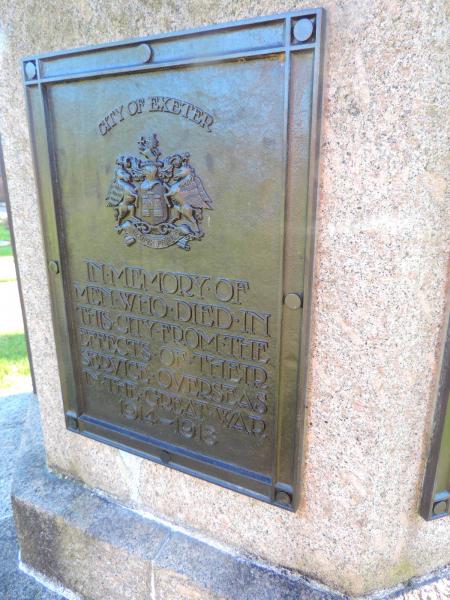 CITY OF EXETER
IN·MEMORY·OF
MEN·WHO·DIED·IN
THIS·CITY·FROM·THE
EFFECTS·OF·THEIR
SERVICE·OVERSEAS
IN·THE·GREAT·WAR
1914-1918